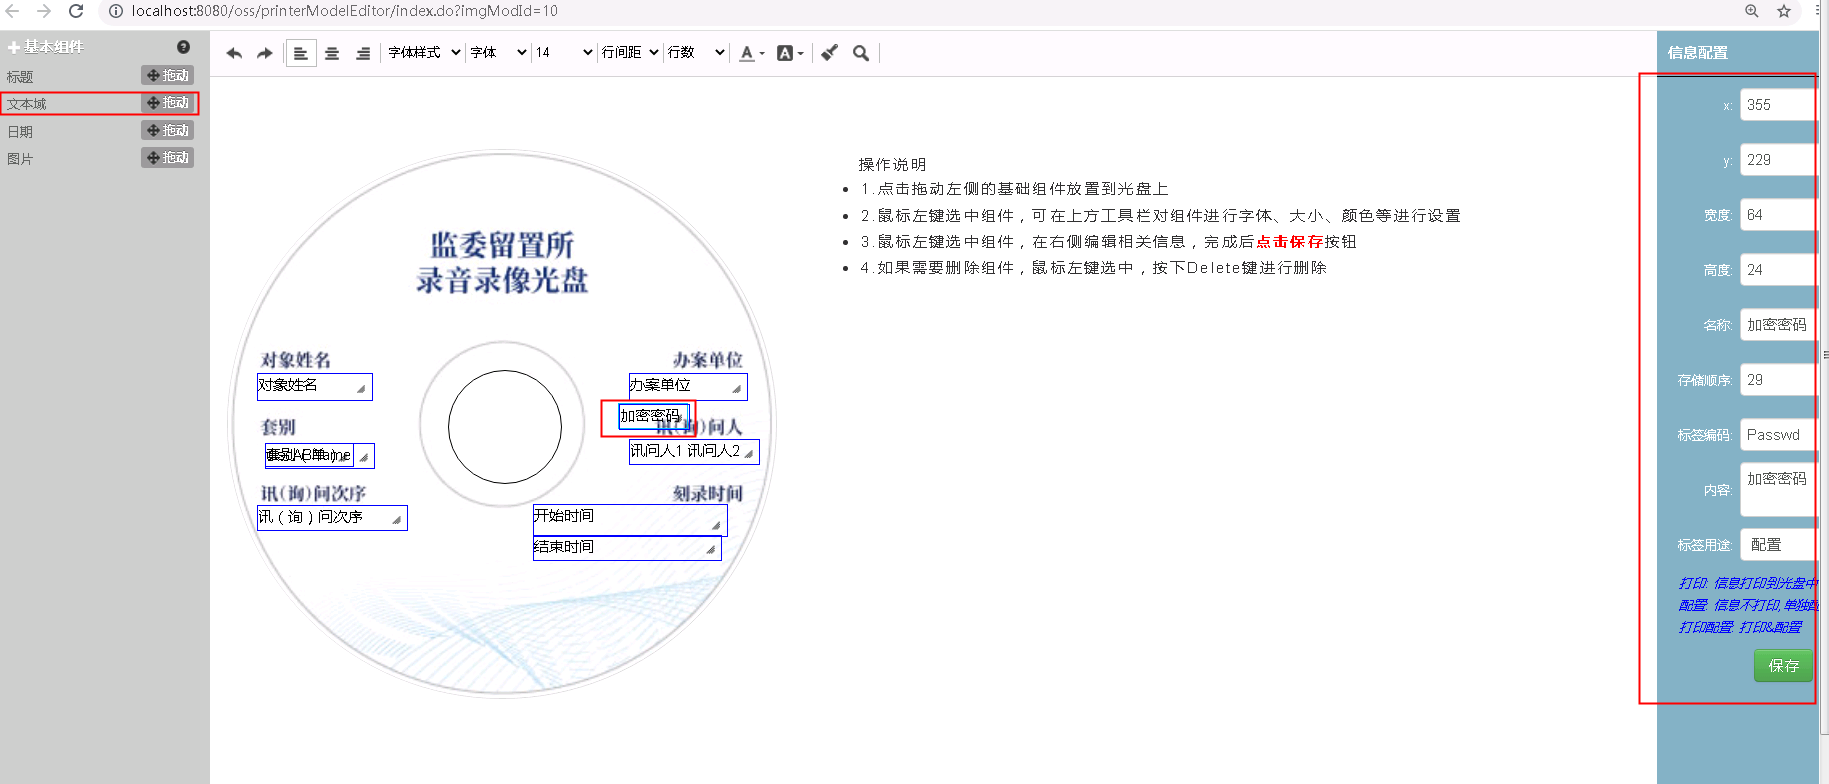 localhost:8080/oss/printerModelEditor/index.do?imgModId=10
基本组件
标题 拖动
文本域 拖动
日期 拖动
图片 拖动
字体样式 字体 14 行间距 行数
A A
监委留置所
录音录像光盘
对象姓名
对象姓名
套别
讯(询)问次序
讯（询）问次序
办案单位
办案单位
加密密码
讯(询)问人
讯问人1 讯问人2
刻录时间
开始时间
结束时间
操作说明
1.点击拖动左侧的基础组件放置到光盘上
2.鼠标左键选中组件，可在上方工具栏对组件进行字体、大小、颜色等进行设置
3.鼠标左键选中组件，在右侧编辑相关信息，完成后点击保存按钮
4.如果需要删除组件，鼠标左键选中，按下Delete键进行删除
信息配置
x: 355
y: 229
宽度: 64
高度: 24
名称: 加密密码
存储顺序: 29
标签编码: Passwd
内容: 加密密码
标签用途: 配置
打印: 信息打印到光盘中
配置: 信息不打印,单独配
打印配置: 打印&配置
保存